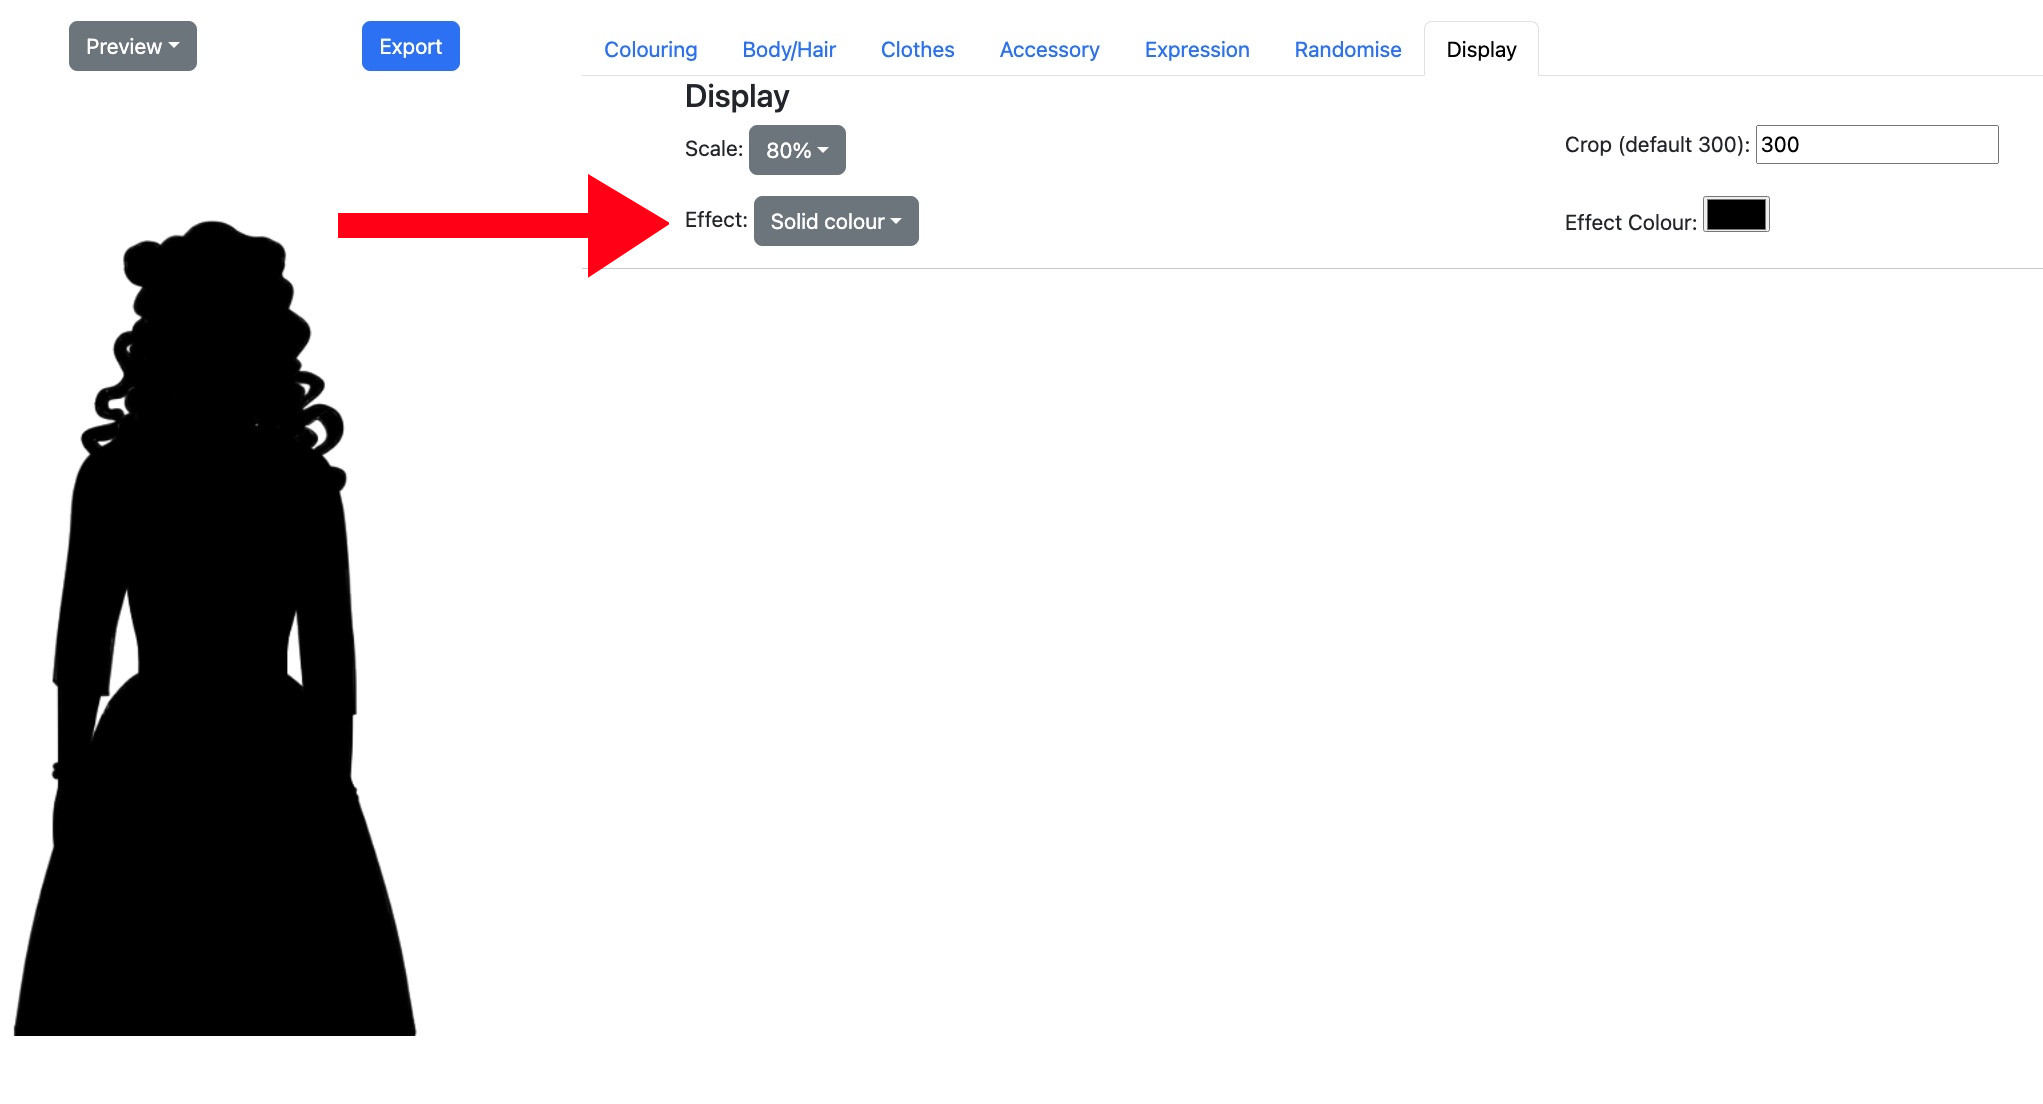 Preview
Export
Colouring Body/Hair Clothes Accessory Expression Randomise Display
Display
Scale: 80% Crop (default 300): 300
Effect: Solid colour Effect Colour: